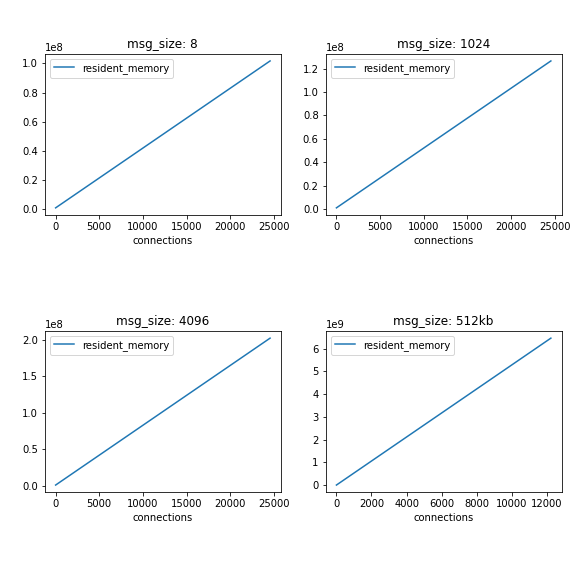 msg_size: 8
1e8
resident_memory
1.0
0.8
0.6
0.4
0.2
0.0
0 5000 10000 15000 20000 25000
connections
msg_size: 1024
1e8
resident_memory
1.2
1.0
0.8
0.6
0.4
0.2
0.0
0 5000 10000 15000 20000 25000
connections
msg_size: 4096
1e8
resident_memory
2.0
1.5
1.0
0.5
0.0
0 5000 10000 15000 20000 25000
connections
msg_size: 512kb
1e9
resident_memory
6
5
4
3
2
1
0
0 2000 4000 6000 8000 10000 12000
connections